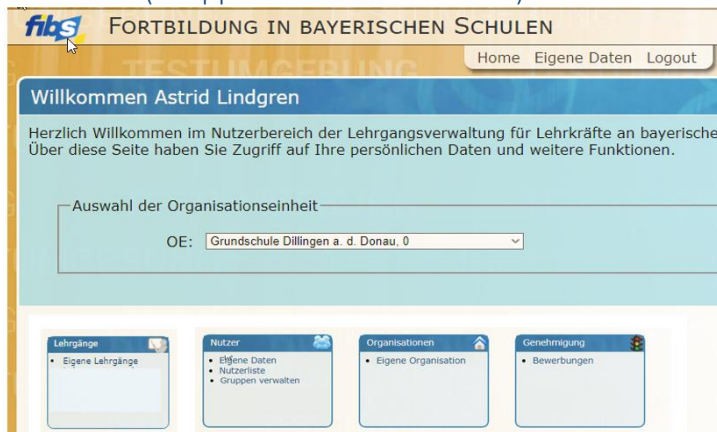 fibs FORTBILDUNG IN BAYERISCHEN SCHULEN
TESTUMGEBUNG
Home Eigene Daten Logout
Willkommen Astrid Lindgren
Herzlich Willkommen im Nutzerbereich der Lehrgangsverwaltung für Lehrkräfte an bayerische
Über diese Seite haben Sie Zugriff auf Ihre persönlichen Daten und weitere Funktionen.
Auswahl der Organisationseinheit
OE: Grundschule Dillingen a. d. Donau, 0
Lehrgänge
• Eigene Lehrgänge
Nutzer
• Eigene Daten
• Nutzerliste
• Gruppen verwalten
Organisationen
• Eigene Organisation
Genehmigung
• Bewerbungen